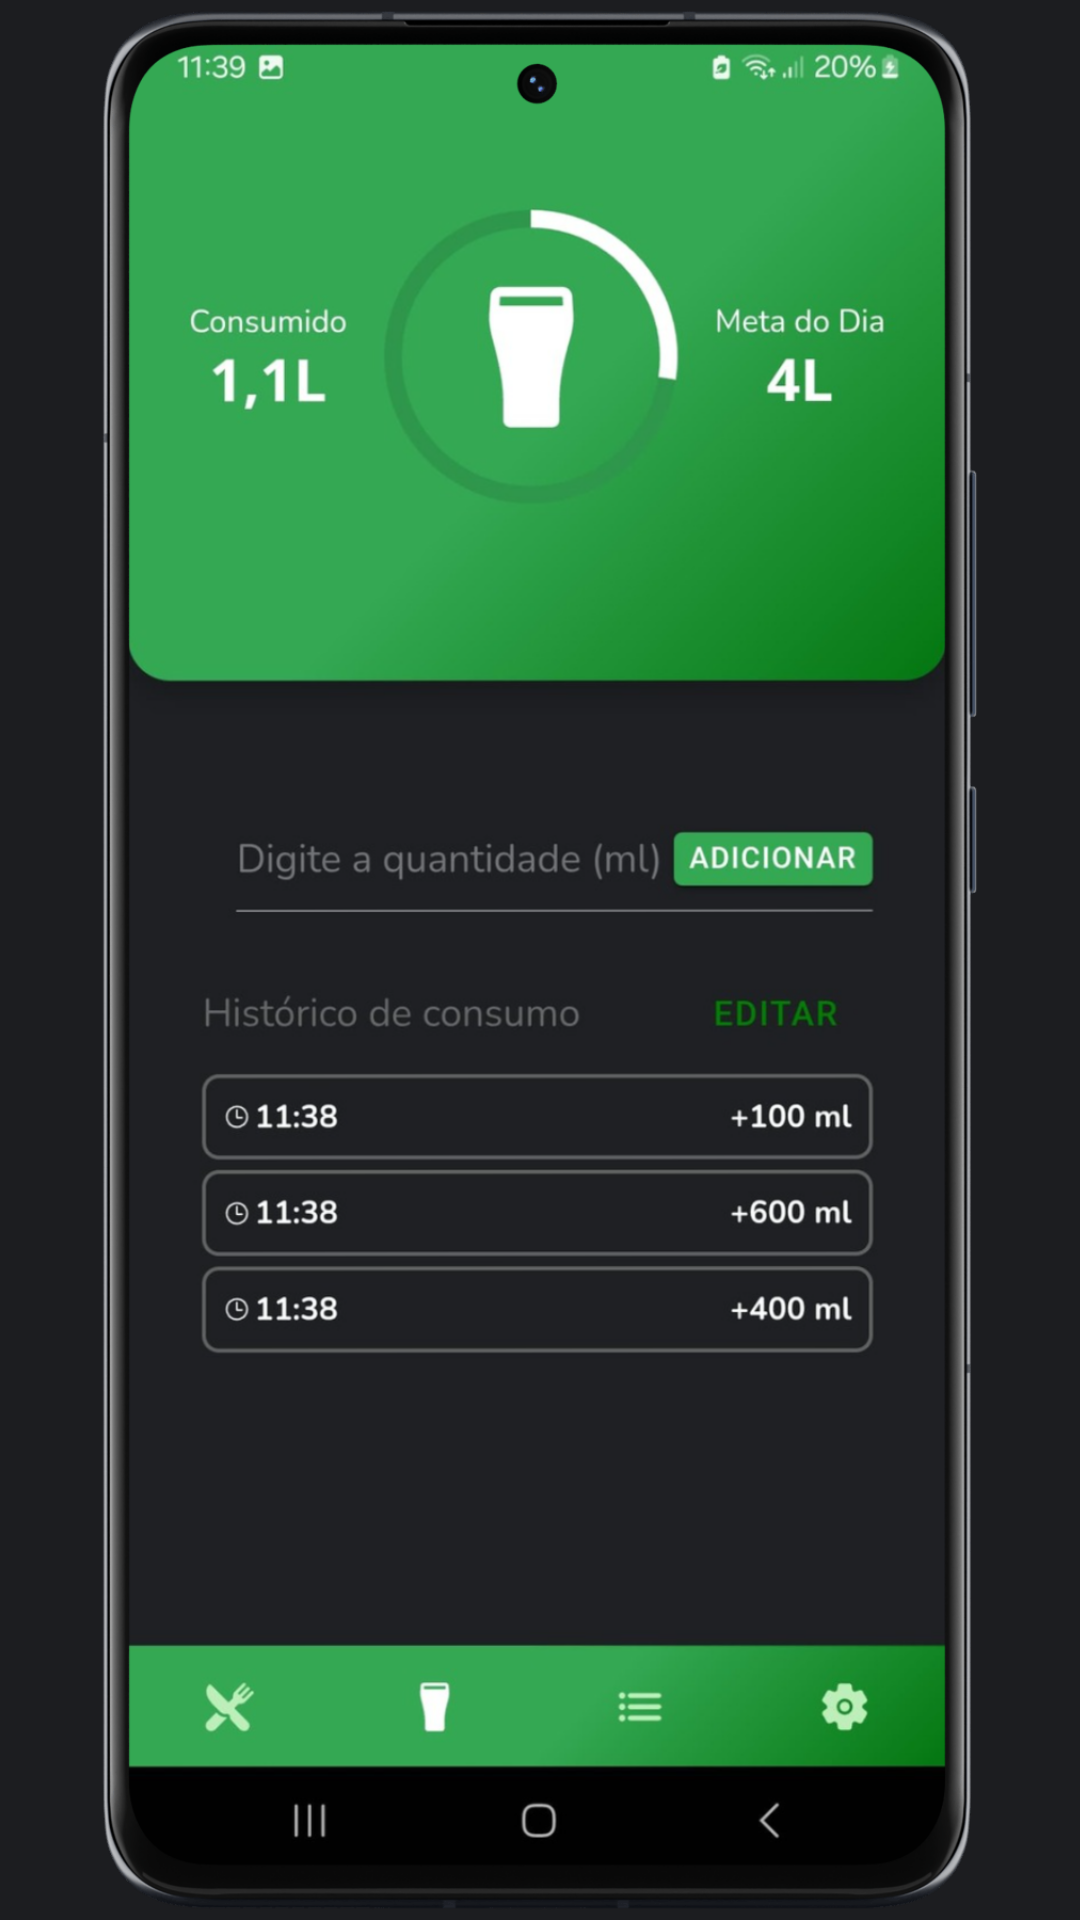 11:39 20%
Consumido
1,1L
Meta do Dia
4L
Digite a quantidade (ml) ADICIONAR
Histórico de consumo EDITAR
11:38 +100 ml
11:38 +600 ml
11:38 +400 ml